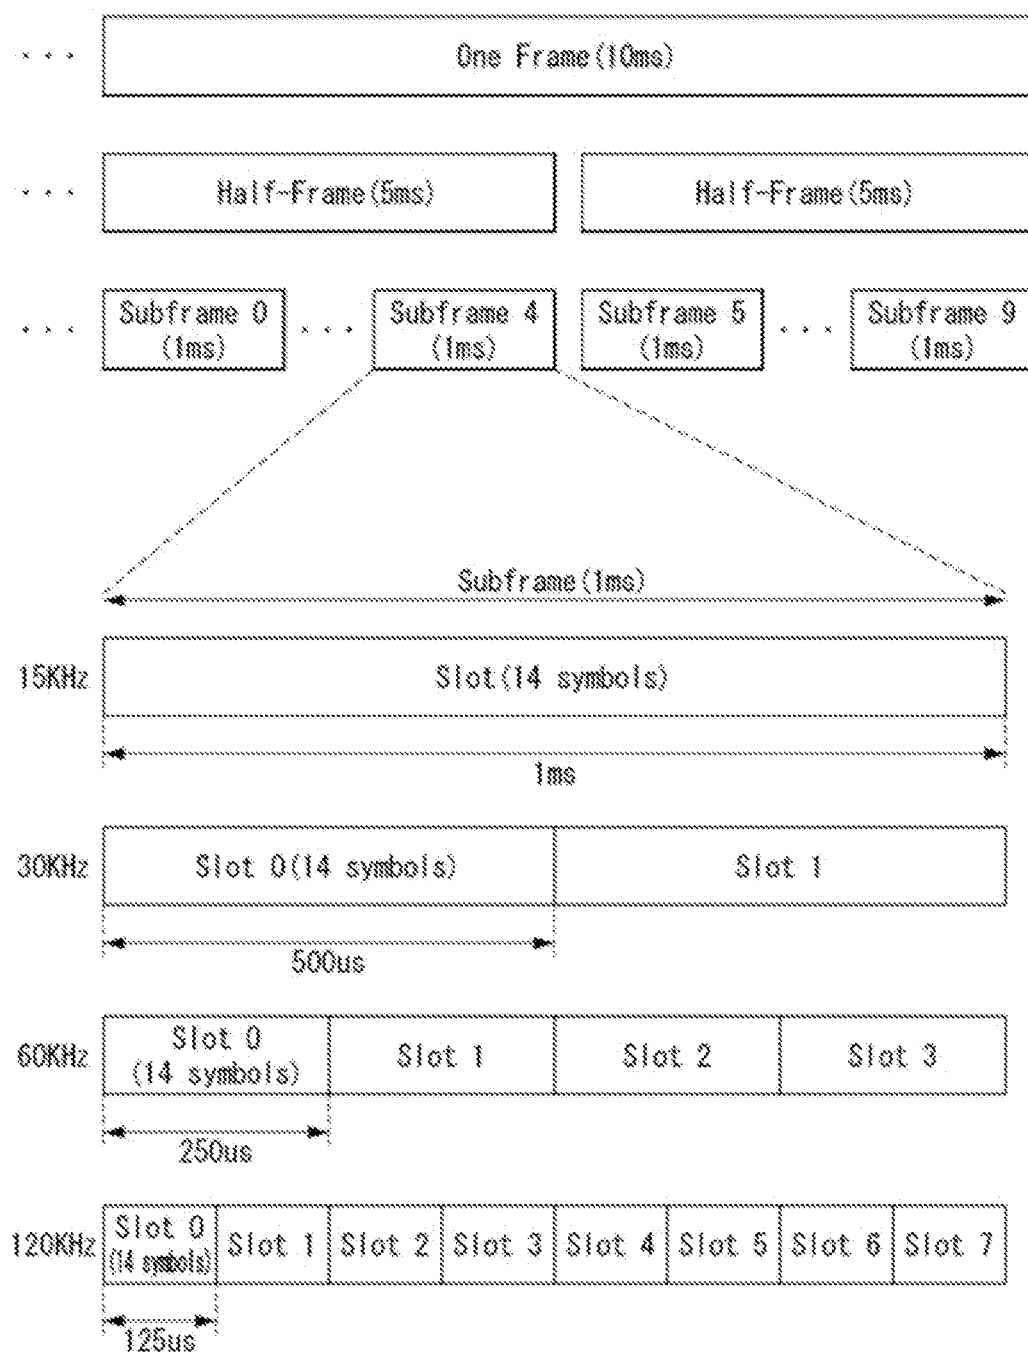 One Frame(10ms)
Half-Frame(5ms)
Half-Frame(5ms)
Subframe 0
(1ms)
Subframe 4
(1ms)
Subframe 5
(1ms)
Subframe 9
(1ms)
Subframe(1ms)
15KHz
Slot(14 symbols)
1ms
30KHz
Slot 0(14 symbols)
Slot 1
500us
60KHz
Slot 0
(14 symbols)
Slot 1
Slot 2
Slot 3
250us
120KHz
Slot 0
(14 symbols)
Slot 1
Slot 2
Slot 3
Slot 4
Slot 5
Slot 6
Slot 7
125us